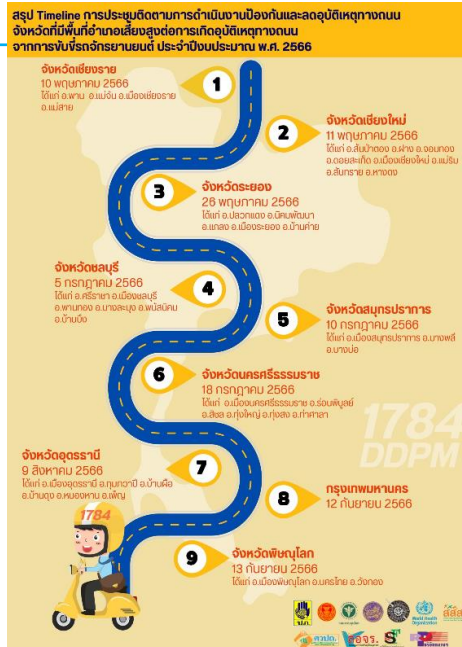 สรุป Timeline การประชุมติดตามการดำเนินงานป้องกันและลดอุบัติเหตุทางถนน
จังหวัดที่มีพื้นที่อำเภอเสี่ยงสูงต่อการเกิดอุบัติเหตุทางถนน
จากการขับขี่รถจักรยานยนต์ ประจำปีงบประมาณ พ.ศ. 2566
1
จังหวัดเชียงราย
10 พฤษภาคม 2566
ได้แก่ อ.พาน อ.แม่จัน อ.เมืองเชียงราย
อ.แม่สาย
2
จังหวัดเชียงใหม่
11 พฤษภาคม 2566
ได้แก่ อ.สันป่าตอง อ.ฝาง อ.จอมทอง
อ.ดอยสะเก็ด อ.เมืองเชียงใหม่ อ.แม่ริม
อ.สันทราย อ.หางดง
3
จังหวัดระยอง
26 พฤษภาคม 2566
ได้แก่ อ.ปลวกแดง อ.นิคมพัฒนา
อ.แกลง อ.เมืองระยอง อ.บ้านค่าย
4
จังหวัดชลบุรี
5 กรกฎาคม 2566
ได้แก่ อ.ศรีราชา อ.เมืองชลบุรี
อ.พานทอง อ.บางละมุง อ.พนัสนิคม
อ.บ้านบึง
5
จังหวัดสมุทรปราการ
10 กรกฎาคม 2566
ได้แก่ อ.เมืองสมุทรปราการ อ.บางพลี
อ.บางบ่อ
6
จังหวัดนครศรีธรรมราช
18 กรกฎาคม 2566
ได้แก่ อ.เมืองนครศรีธรรมราช อ.ร่อนพิบูลย์
อ.สิชล อ.ทุ่งใหญ่ อ.ทุ่งสง อ.ท่าศาลา
1784
DDPM
7
จังหวัดอุดรธานี
9 สิงหาคม 2566
ได้แก่ อ.กุมภวาปี อ.บ้านผือ
อ.บ้านดุง อ.หนองหาน อ.เพ็ญ
8
กรุงเทพมหานคร
12 กันยายน 2566
1784
9
จังหวัดพิษณุโลก
13 กันยายน 2566
ได้แก่ อ.เมืองพิษณุโลก อ.นครไทย อ.วังทอง
World Health
Organization
สสส
ศวปถ.